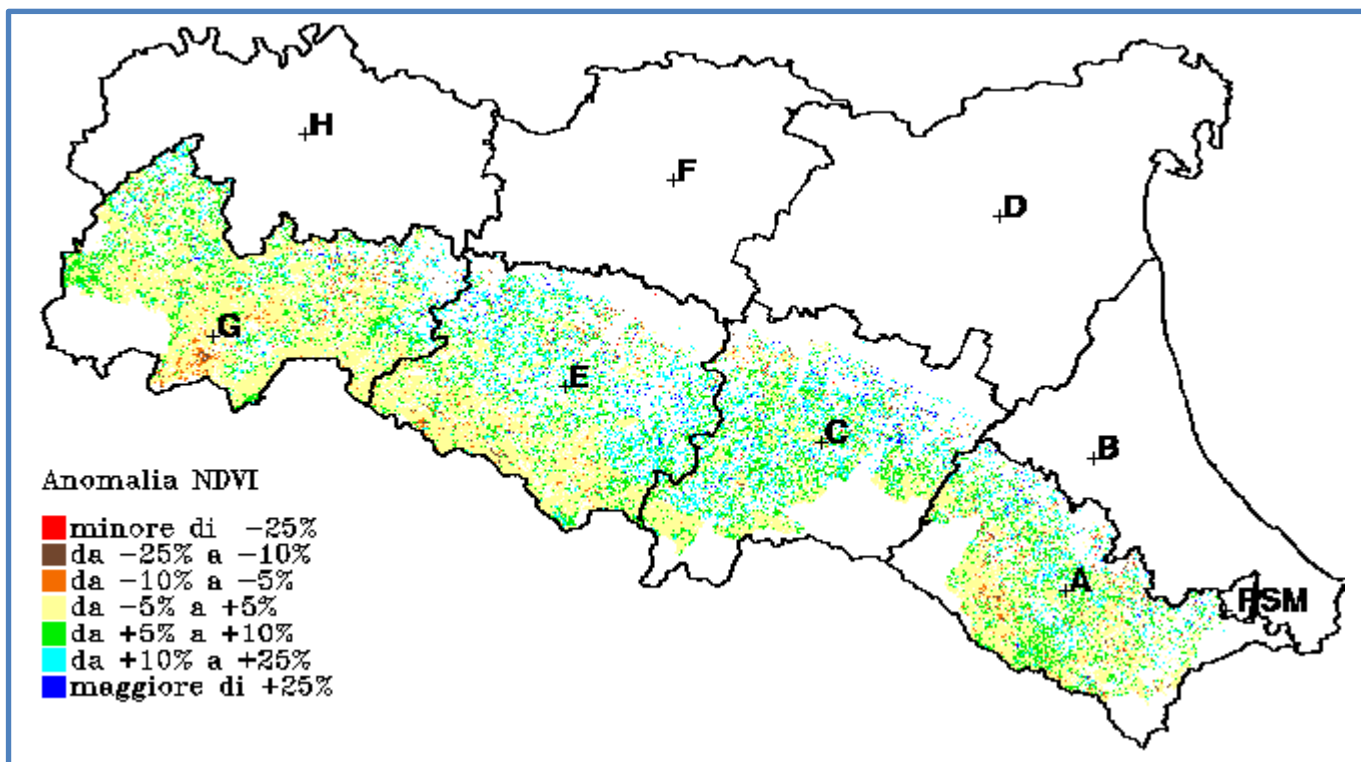 H
F
D
G
E
C
B
A
RSM
Anomalia NDVI
minore di -25%
da -25% a -10%
da -10% a -5%
da -5% a +5%
da +5% a +10%
da +10% a +25%
maggiore di +25%